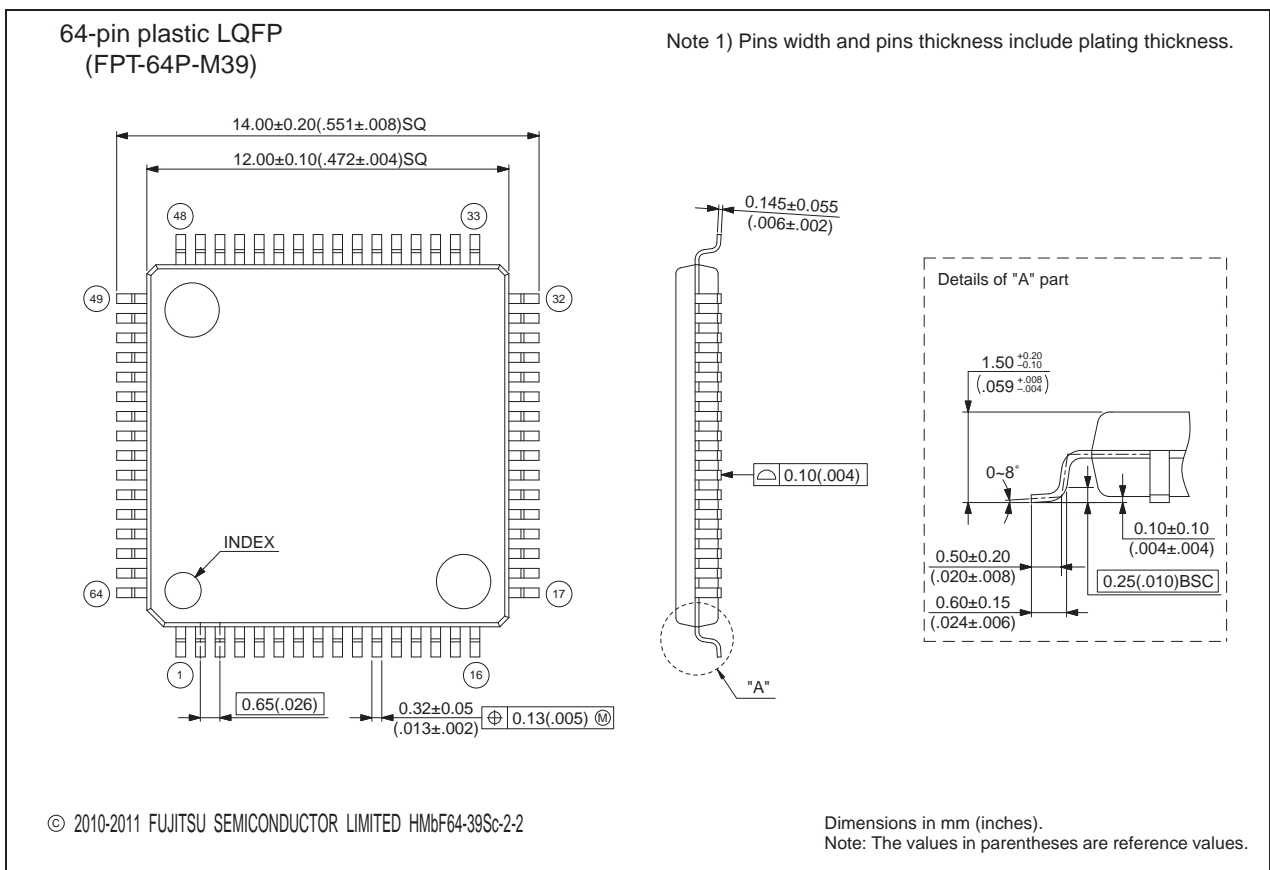 64-pin plastic LQFP
(FPT-64P-M39)
Note 1) Pins width and pins thickness include plating thickness.
14.00±0.20(.551±.008)SQ
12.00±0.10(.472±.004)SQ
48
33
49
32
64
17
1
16
INDEX
0.65(.026)
0.32±0.05
(.013±.002)
⌖ 0.13(.005) Ⓜ
0.145±0.055
(.006±.002)
⌓ 0.10(.004)
"A"
Details of "A" part
1.50 +0.20 –0.10
(.059 +.008 –.004)
0~8°
0.50±0.20
(.020±.008)
0.60±0.15
(.024±.006)
0.10±0.10
(.004±.004)
0.25(.010)BSC
© 2010-2011 FUJITSU SEMICONDUCTOR LIMITED HMbF64-39Sc-2-2
Dimensions in mm (inches).
Note: The values in parentheses are reference values.